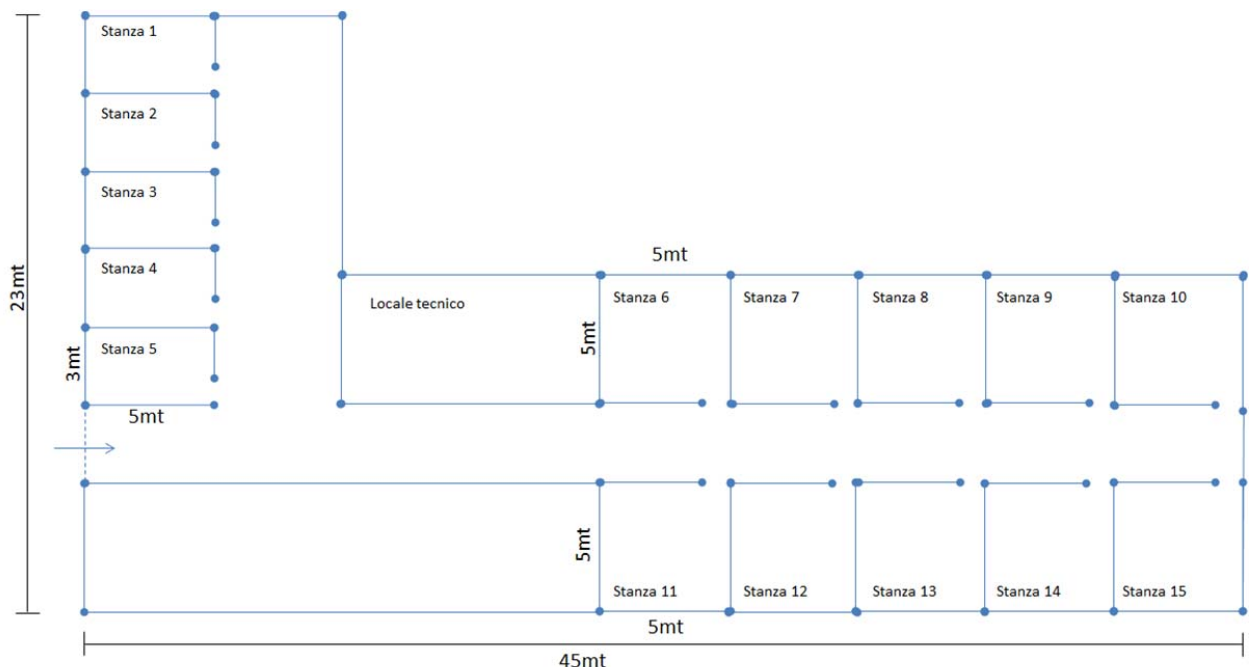 Stanza 1
Stanza 2
Stanza 3
Stanza 4
Stanza 5
23mt
3mt
5mt
5mt
Locale tecnico
5mt
Stanza 6
Stanza 7
Stanza 8
Stanza 9
Stanza 10
5mt
Stanza 11
Stanza 12
Stanza 13
Stanza 14
Stanza 15
5mt
45mt